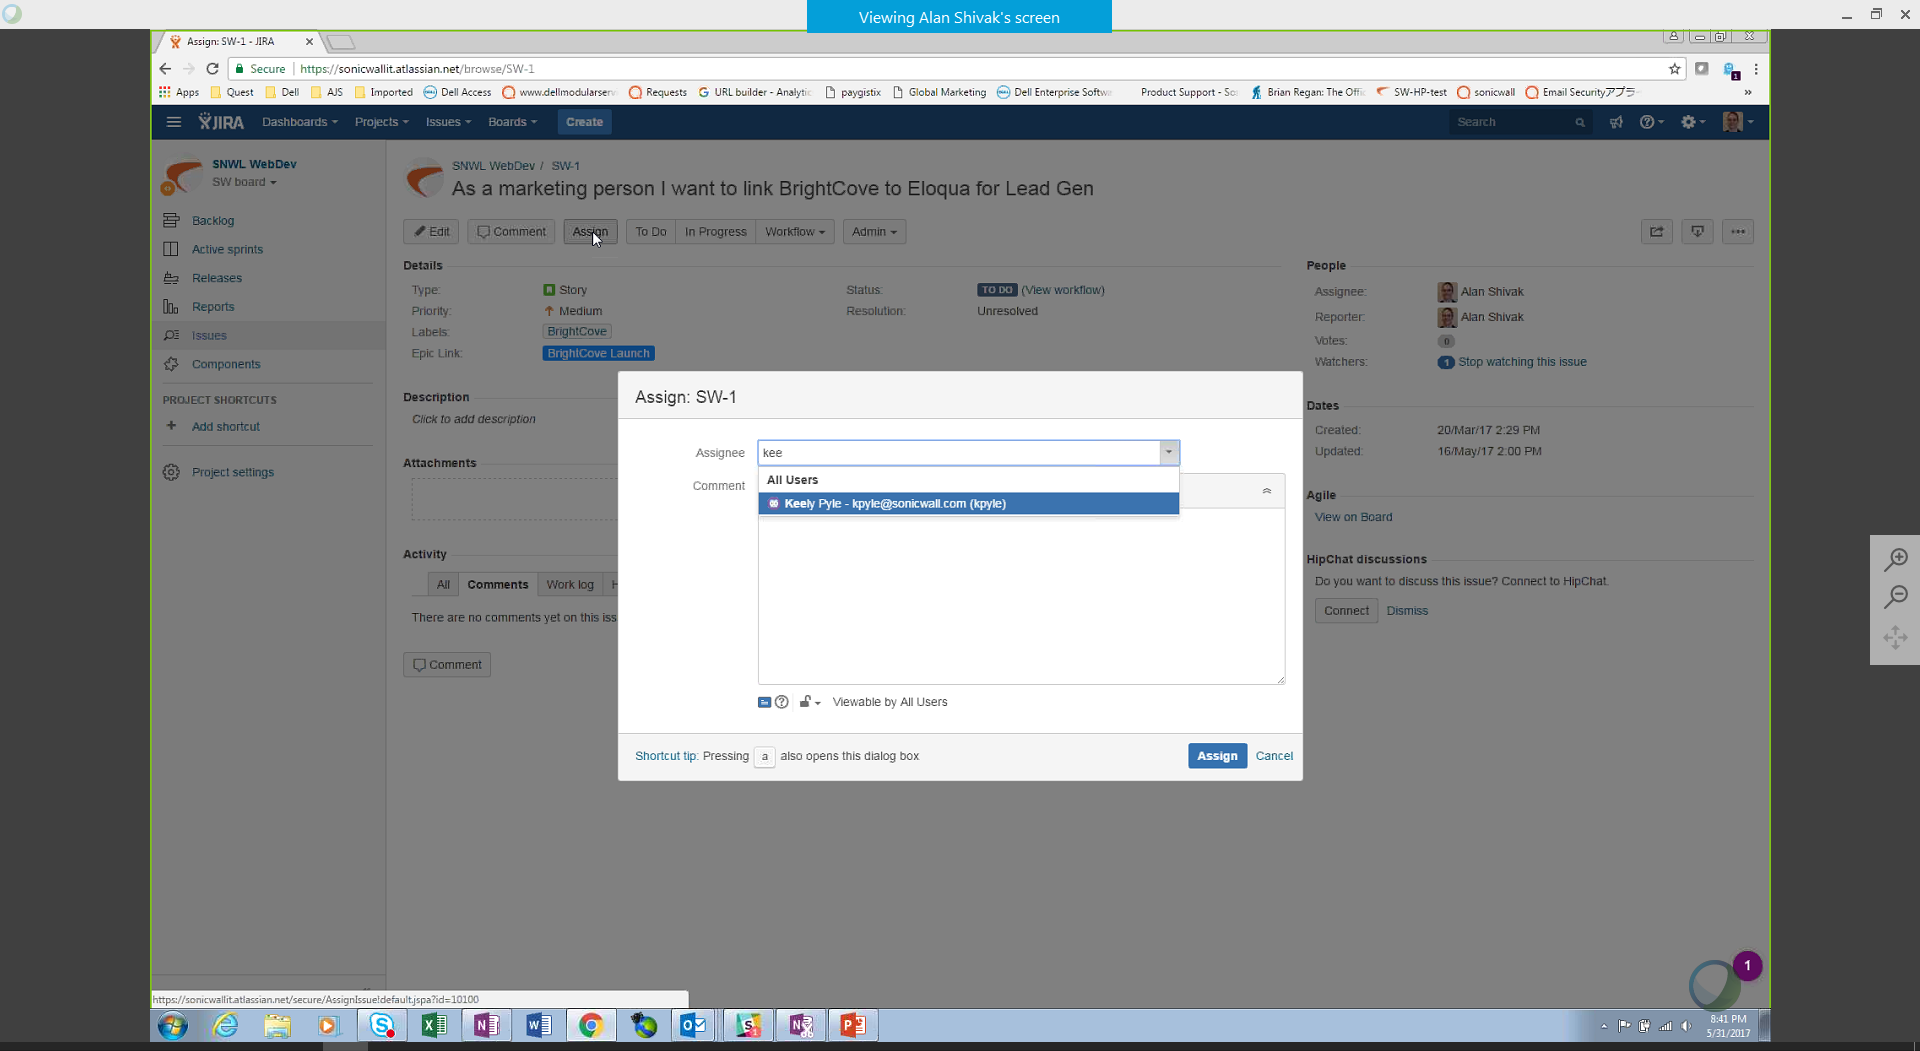 Viewing Alan Shivak's screen
Assign: SW-1 - JIRA
Secure | https://sonicwallit.atlassian.net/browse/SW-1
Apps Quest Dell AJS Imported Dell Access www.dellmodularserv Requests URL builder - Analytic paygistix Global Marketing Dell Enterprise Softw Product Support - So Brian Regan: The Offi SW-HP-test sonicwall Email Securityアプラ »
JIRA Dashboards Projects Issues Boards Create Search
SNWL WebDev
SW board
Backlog
Active sprints
Releases
Reports
Issues
Components
PROJECT SHORTCUTS
+ Add shortcut
Project settings
SNWL WebDev / SW-1
As a marketing person I want to link BrightCove to Eloqua for Lead Gen
Edit Comment Assign To Do In Progress Workflow Admin
Details
Type: Story
Priority: Medium
Labels: BrightCove
Epic Link: BrightCove Launch
Status: TO DO (View workflow)
Resolution: Unresolved
Description
Click to add description
Attachments
Activity
All Comments Work log H
There are no comments yet on this iss
Comment
People
Assignee: Alan Shivak
Reporter: Alan Shivak
Votes: 0
Watchers: 1 Stop watching this issue
Dates
Created: 20/Mar/17 2:29 PM
Updated: 16/May/17 2:00 PM
Agile
View on Board
HipChat discussions
Do you want to discuss this issue? Connect to HipChat.
Connect Dismiss
Assign: SW-1
Assignee kee
All Users
Keely Pyle - kpyle@sonicwall.com (kpyle)
Comment
Viewable by All Users
Shortcut tip: Pressing a also opens this dialog box
Assign Cancel
1
https://sonicwallit.atlassian.net/secure/AssignIssue!default.jspa?id=10100
8:41 PM
5/31/2017